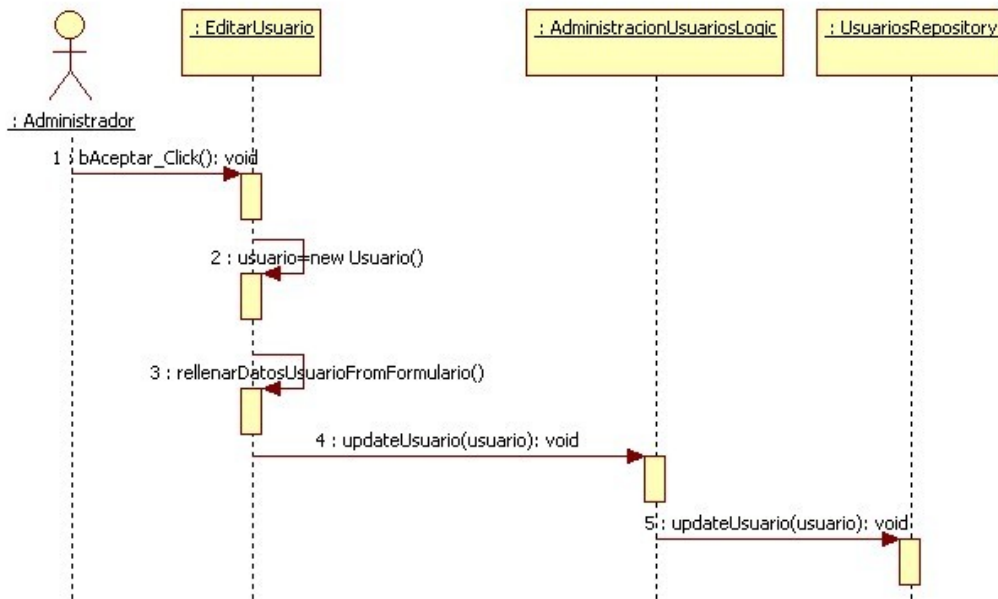 : EditarUsuario
: AdministracionUsuariosLogic
: UsuariosRepository
: Administrador
1 : bAceptar_Click(): void
2 : usuario=new Usuario()
3 : rellenarDatosUsuarioFromFormulario()
4 : updateUsuario(usuario): void
5 : updateUsuario(usuario): void